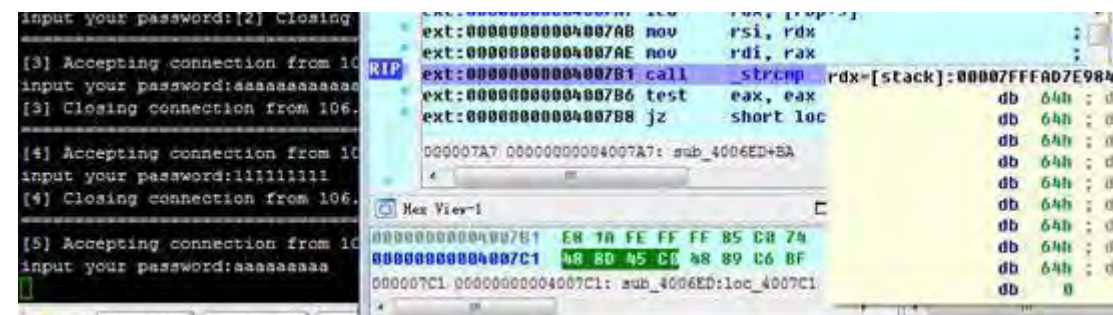 input your password:[2] Closing
[3] Accepting connection from 10
input your password:aaaaaaaaaaaa
[3] Closing connection from 106.
[4] Accepting connection from 10
input your password:111111111
[4] Closing connection from 106.
[5] Accepting connection from 10
input your password:aaaaaaaaa
ext:00000000004007AB mov rsi, rdx ;
ext:00000000004007AE mov rdi, rax ;
RIP ext:00000000004007B1 call _strcmp
ext:00000000004007B6 test eax, eax
ext:00000000004007B8 jz short loc
000007A7 00000000004007A7: sub_4006ED+BA
Hex View-1
00000000004007B1 E8 1A FE FF FF 85 C0 74
00000000004007C1 48 8D 45 C0 48 89 C6 BF
000007C1 00000000004007C1: sub_4006ED:loc_4007C1
rdx=[stack]:00007FFFAD7E984
db 64h ; d
db 64h ; d
db 64h ; d
db 64h ; d
db 64h ; d
db 64h ; d
db 64h ; d
db 64h ; d
db 64h ; d
db 0